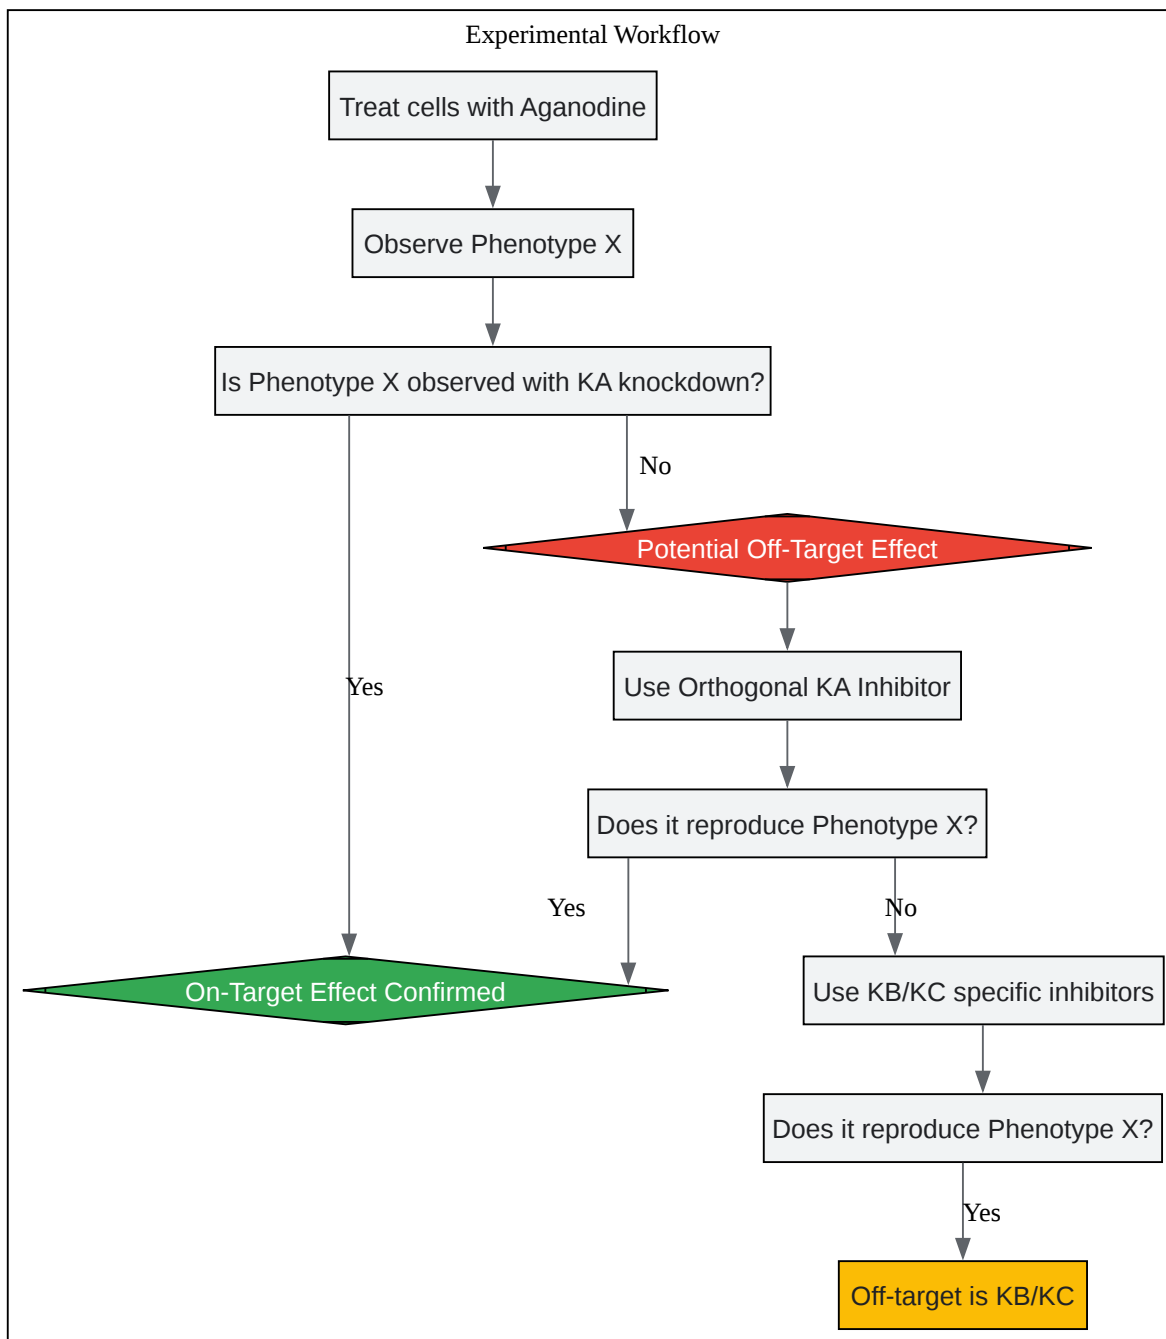 Experimental Workflow
Treat cells with Aganodine
Observe Phenotype X
Is Phenotype X observed with KA knockdown?
No
Potential Off-Target Effect
Use Orthogonal KA Inhibitor
Yes
Does it reproduce Phenotype X?
Yes
No
On-Target Effect Confirmed
Use KB/KC specific inhibitors
Does it reproduce Phenotype X?
Yes
Off-target is KB/KC